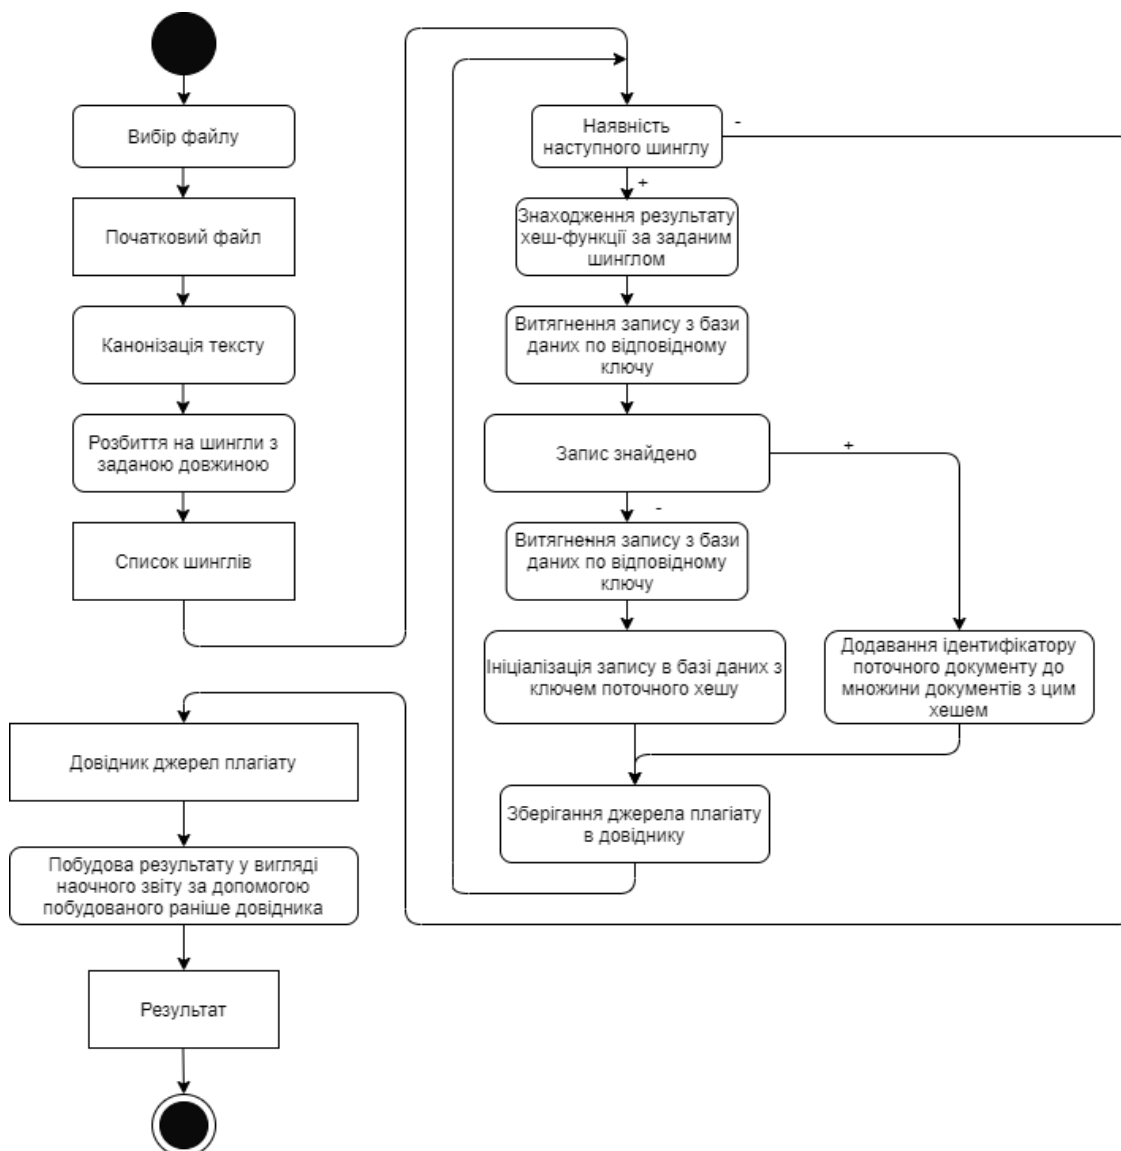 Вибір файлу
Початковий файл
Канонізація тексту
Розбиття на шингли з
заданою довжиною
Список шинглів
Наявність
наступного шинглу
-
+
Знаходження результату
хеш-функції за заданим
шинглом
Витягнення запису з бази
даних по відповідному
ключу
Запис знайдено
+
-
Витягнення запису з бази
даних по відповідному
ключу
Ініціалізація запису в базі даних з
ключем поточного хешу
Додавання ідентифікатору
поточного документу до
множини документів з цим
хешем
Зберігання джерела плагіату
в довіднику
Довідник джерел плагіату
Побудова результату у вигляді
наочного звіту за допомогою
побудованого раніше довідника
Результат